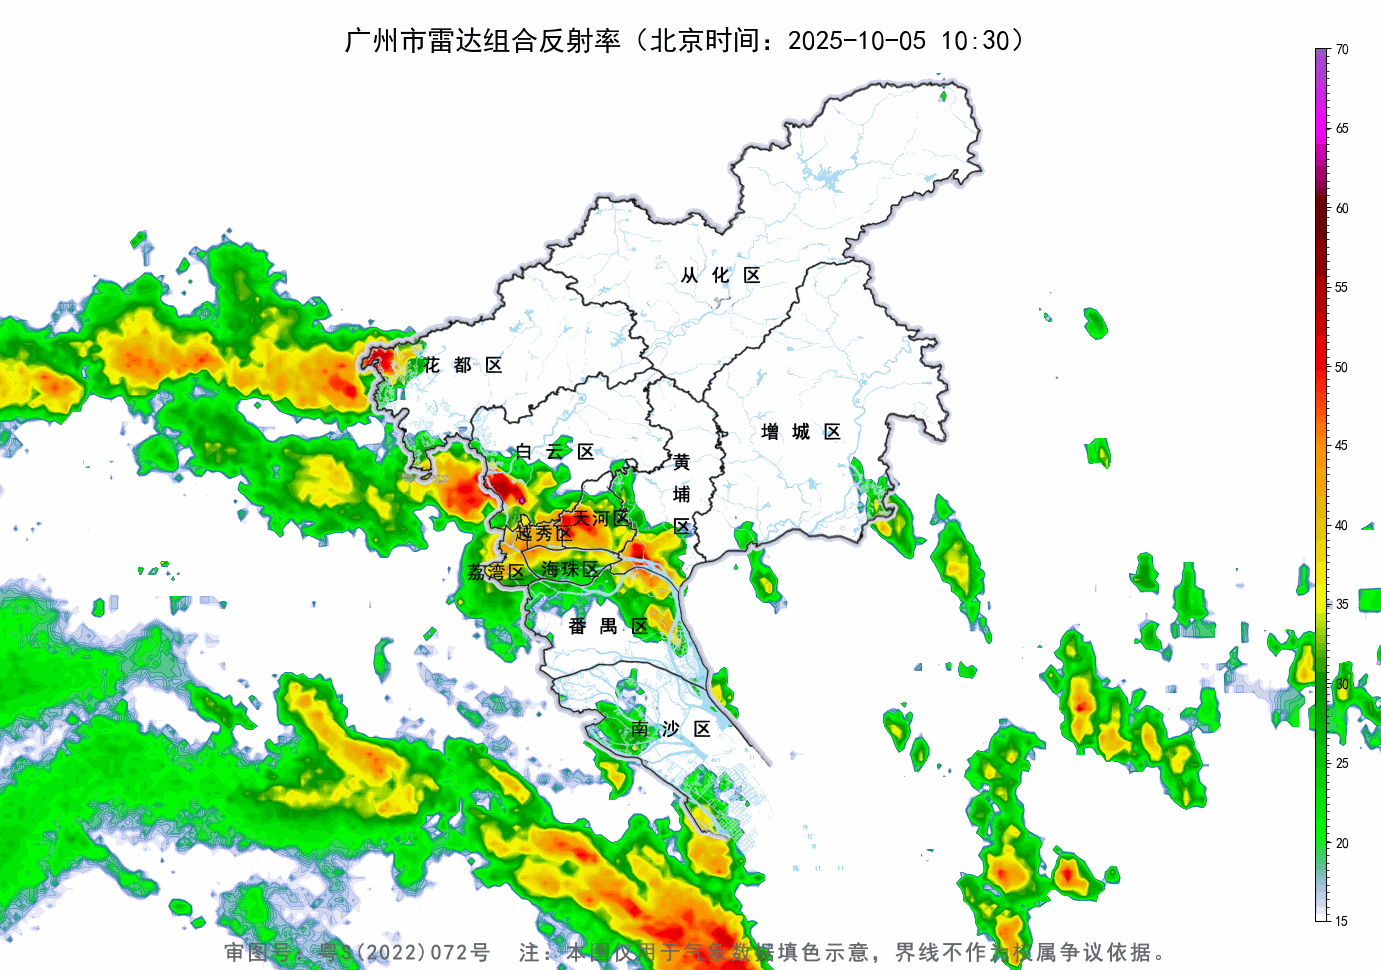 广州市雷达组合反射率（北京时间：2025-10-05 10:30）
70
65
60
55
50
45
40
35
30
25
20
15
从化区
花都区
增城区
白云区
黄埔区
天河区
越秀区
荔湾区
海珠区
番禺区
南沙区
审图号：粤S(2022)072号 注：本图仅用于气象数据填色示意，界线不作为权属争议依据。